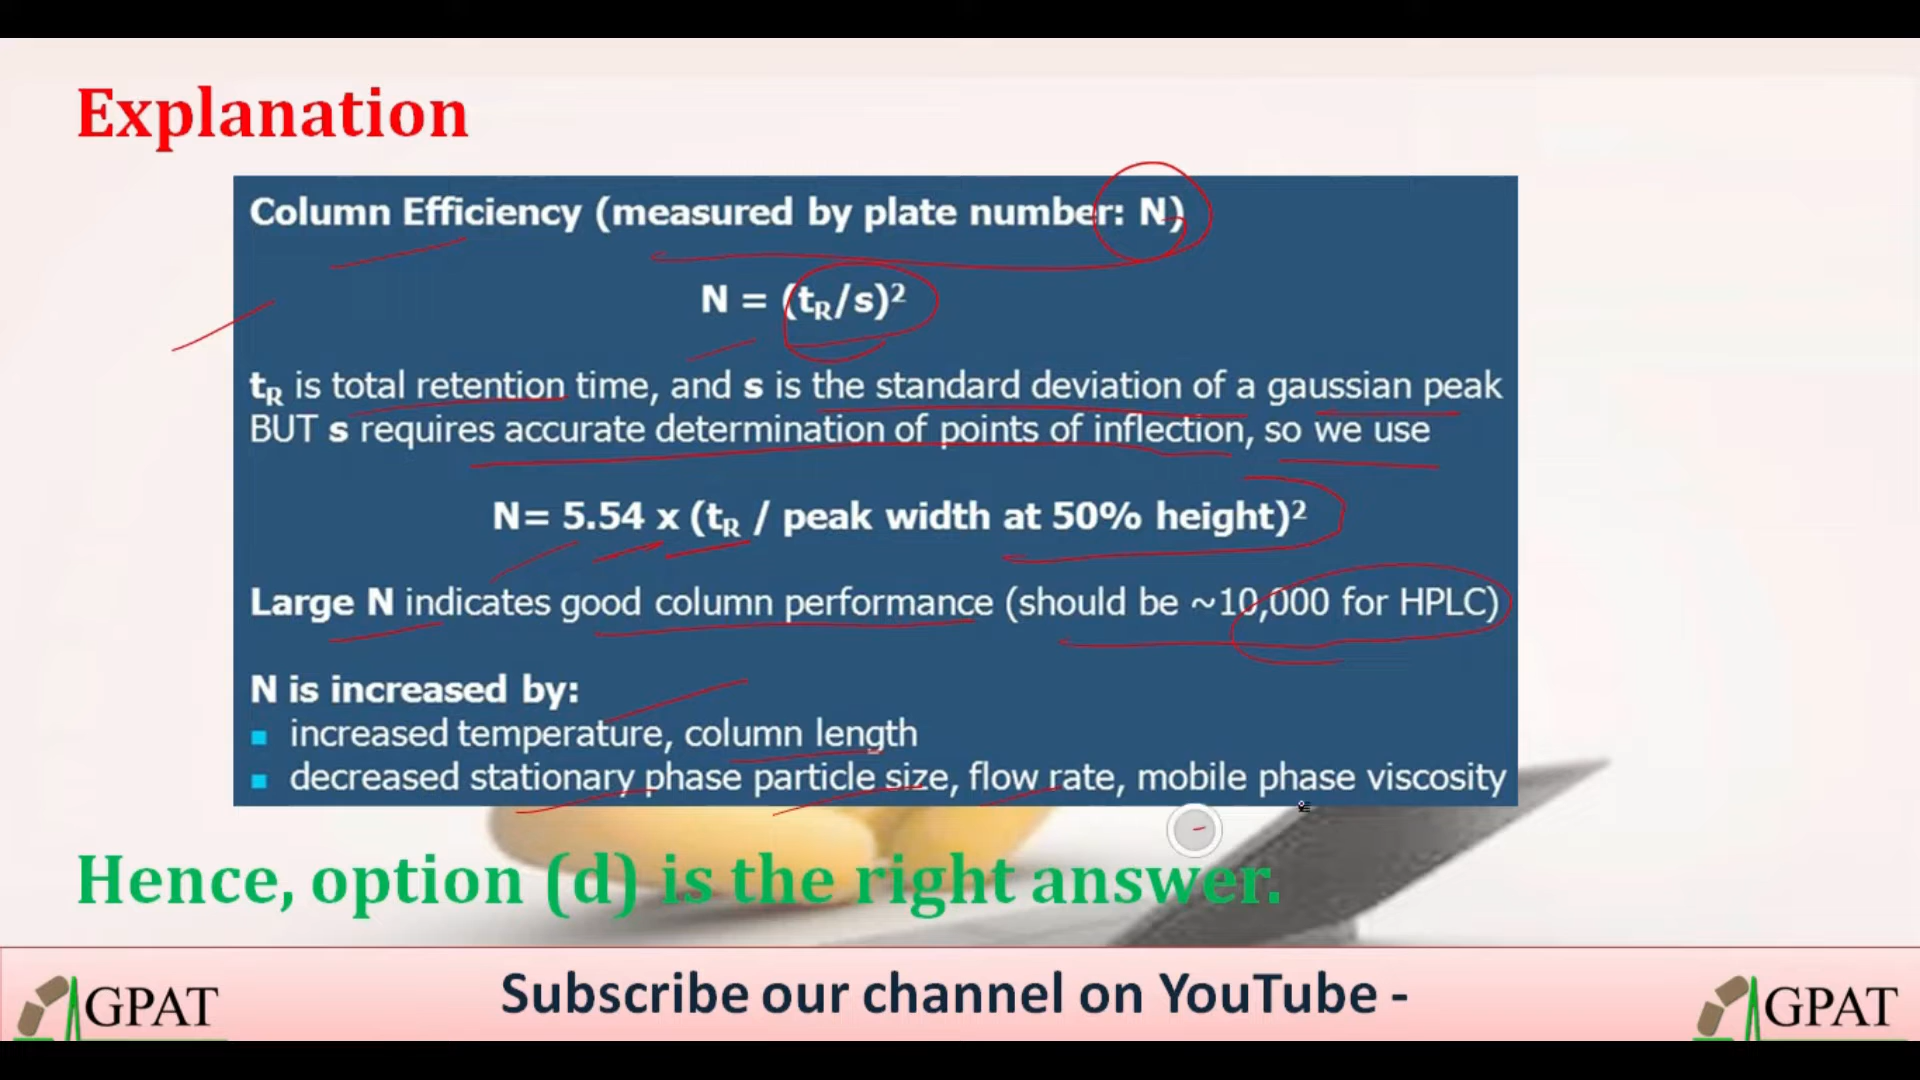 Explanation
Column Efficiency (measured by plate number: N)
N = (tR/s)²
tR is total retention time, and s is the standard deviation of a gaussian peak
BUT s requires accurate determination of points of inflection, so we use
N= 5.54 x (tR / peak width at 50% height)²
Large N indicates good column performance (should be ~10,000 for HPLC)
N is increased by:
■ increased temperature, column length
■ decreased stationary phase particle size, flow rate, mobile phase viscosity
Hence, option (d) is the right answer.
GPAT
Subscribe our channel on YouTube -
GPAT